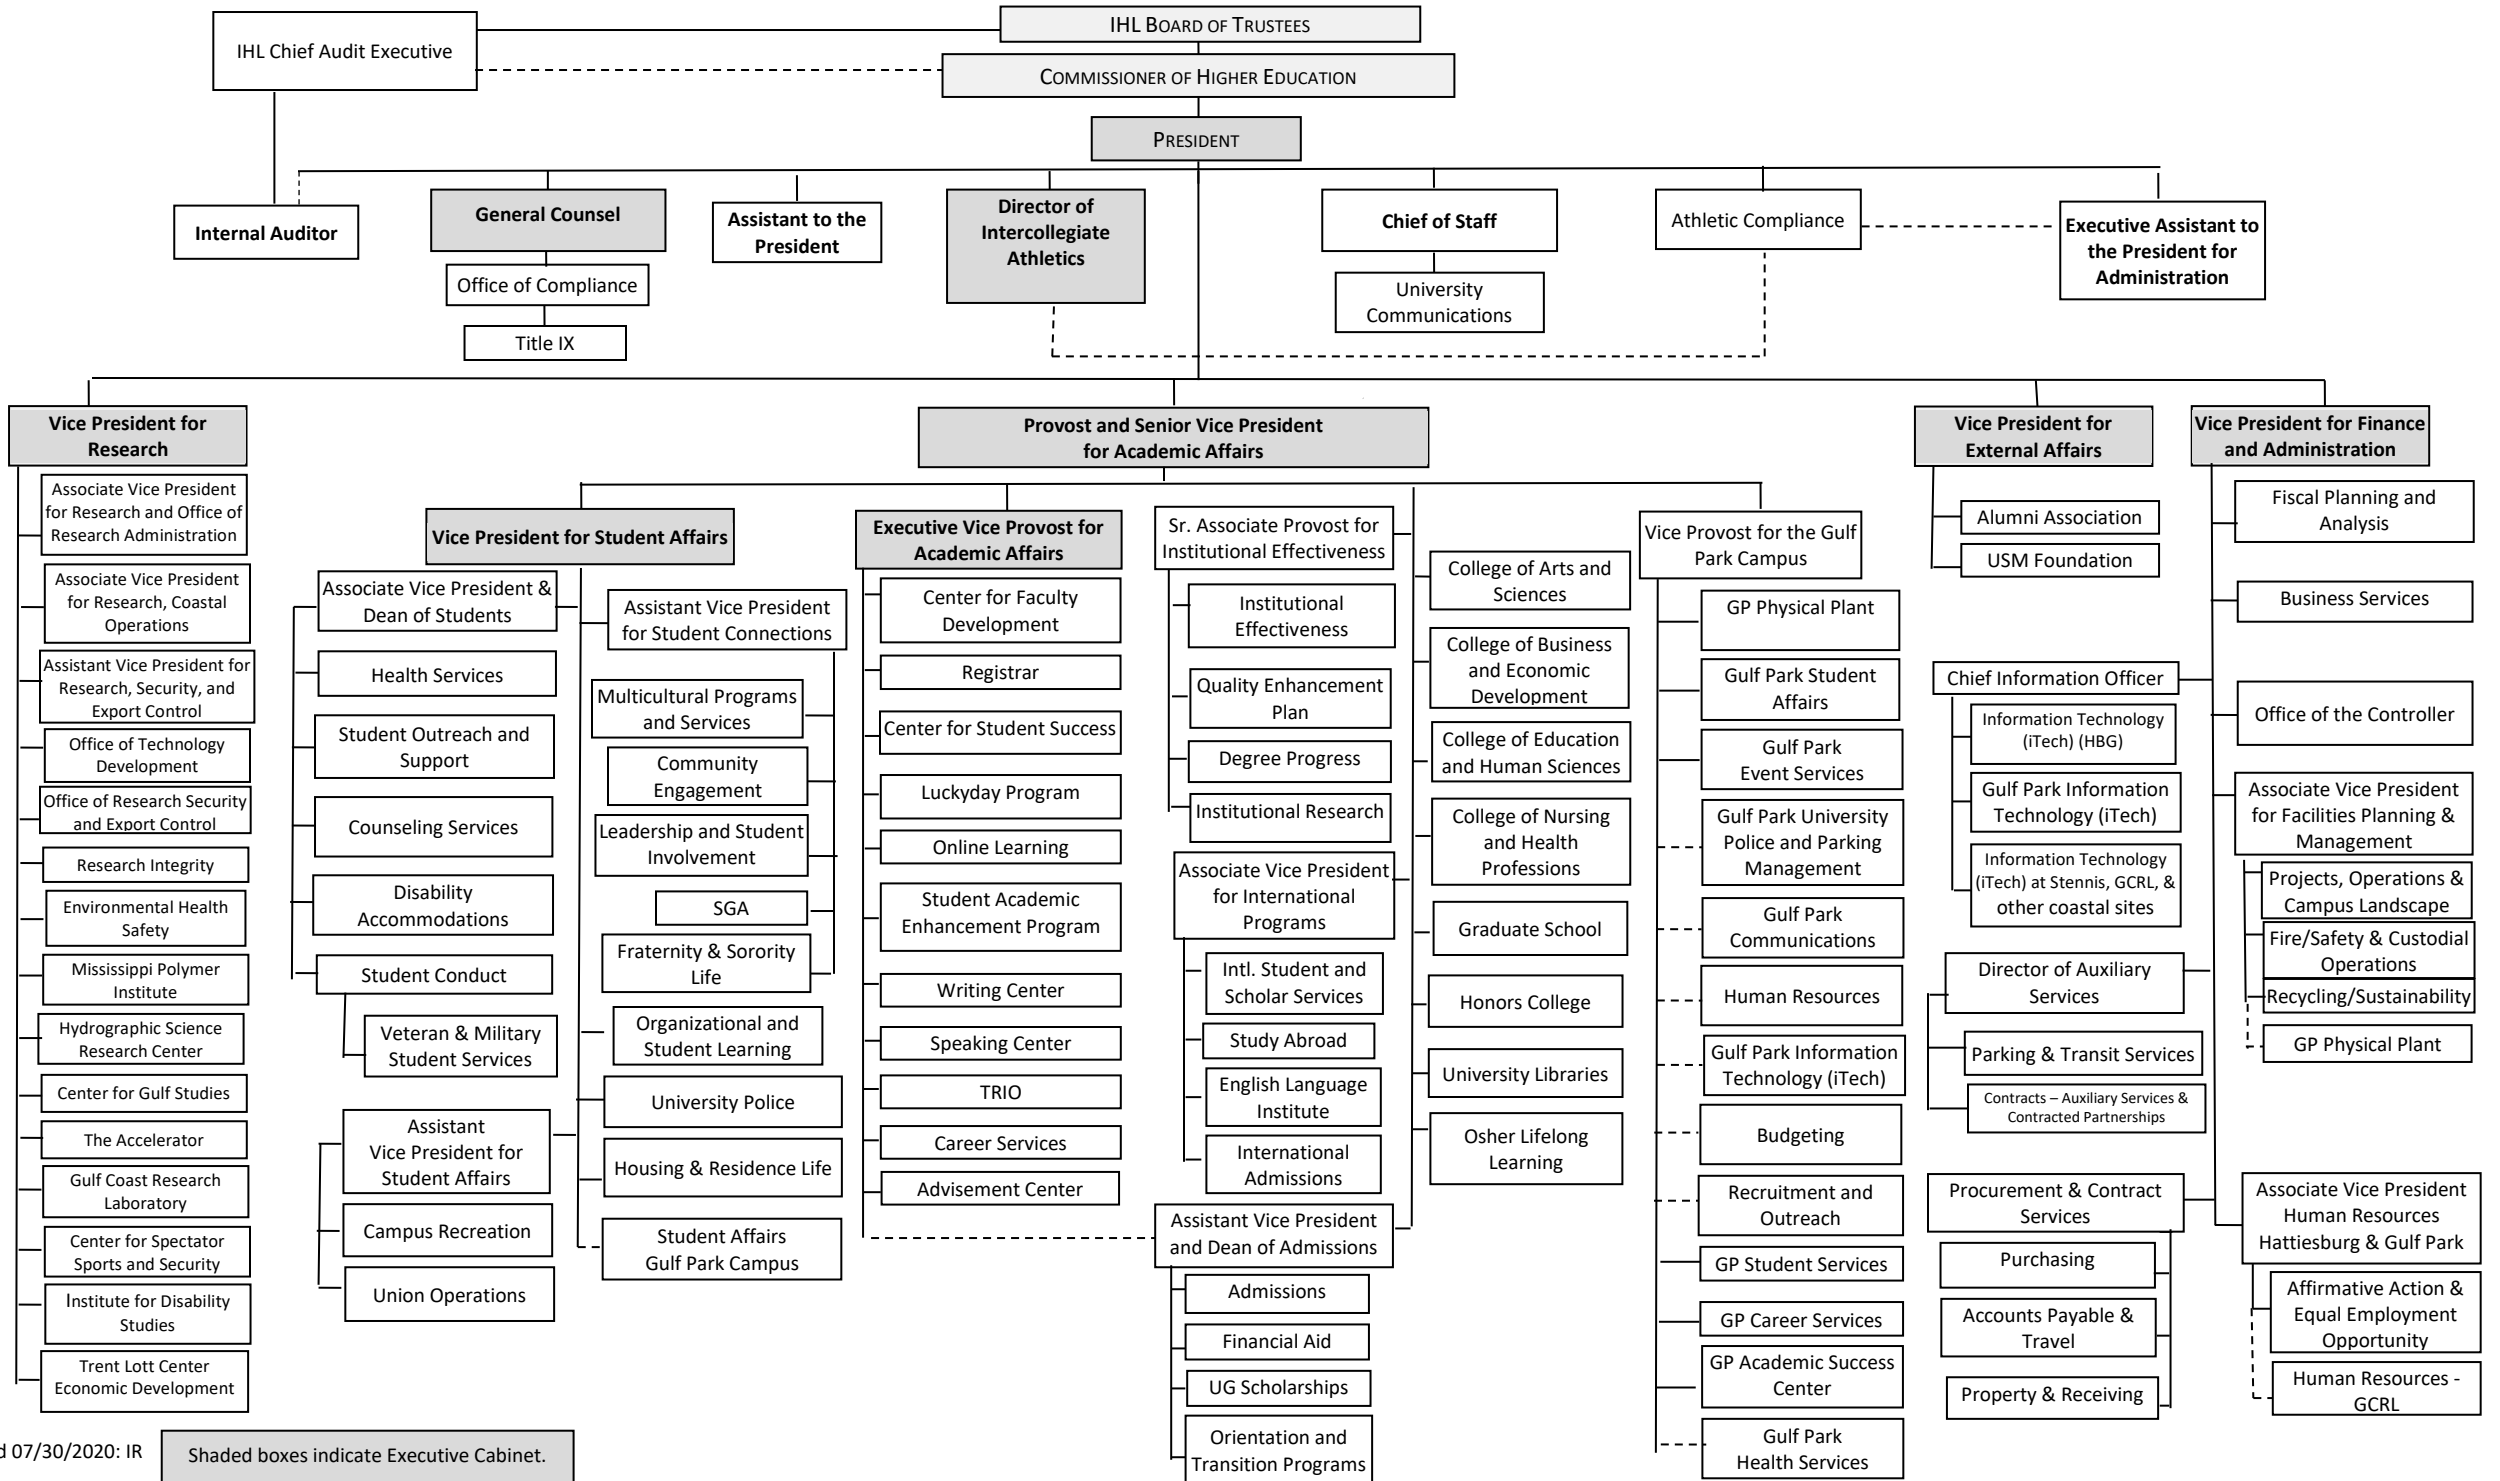 IHL BOARD OF TRUSTEES
IHL Chief Audit Executive
COMMISSIONER OF HIGHER EDUCATION
PRESIDENT
Internal Auditor
General Counsel
Office of Compliance
Title IX
Assistant to the
President
Director of
Intercollegiate
Athletics
Chief of Staff
University
Communications
Athletic Compliance
Executive Assistant to
the President for
Administration
Vice President for
Research
Associate Vice President
for Research and Office of
Research Administration
Associate Vice President
for Research, Coastal
Operations
Assistant Vice President for
Research, Security, and
Export Control
Office of Technology
Development
Office of Research Security
and Export Control
Research Integrity
Environmental Health
Safety
Mississippi Polymer
Institute
Hydrographic Science
Research Center
Center for Gulf Studies
The Accelerator
Gulf Coast Research
Laboratory
Center for Spectator
Sports and Security
Institute for Disability
Studies
Trent Lott Center
Economic Development
Provost and Senior Vice President
for Academic Affairs
Vice President for Student Affairs
Associate Vice President &
Dean of Students
Health Services
Student Outreach and
Support
Counseling Services
Disability
Accommodations
Student Conduct
Veteran & Military
Student Services
Assistant
Vice President for
Student Affairs
Campus Recreation
Union Operations
Assistant Vice President
for Student Connections
Multicultural Programs
and Services
Community
Engagement
Leadership and Student
Involvement
SGA
Fraternity & Sorority
Life
Organizational and
Student Learning
University Police
Housing & Residence Life
Student Affairs
Gulf Park Campus
Executive Vice Provost for
Academic Affairs
Center for Faculty
Development
Registrar
Center for Student Success
Luckyday Program
Online Learning
Student Academic
Enhancement Program
Writing Center
Speaking Center
TRIO
Career Services
Advisement Center
Sr. Associate Provost for
Institutional Effectiveness
Institutional
Effectiveness
Quality Enhancement
Plan
Degree Progress
Institutional Research
Associate Vice President
for International
Programs
Intl. Student and
Scholar Services
Study Abroad
English Language
Institute
International
Admissions
Assistant Vice President
and Dean of Admissions
Admissions
Financial Aid
UG Scholarships
Orientation and
Transition Programs
College of Arts and
Sciences
College of Business
and Economic
Development
College of Education
and Human Sciences
College of Nursing
and Health
Professions
Graduate School
Honors College
University Libraries
Osher Lifelong
Learning
Vice Provost for the Gulf
Park Campus
GP Physical Plant
Gulf Park Student
Affairs
Gulf Park
Event Services
Gulf Park University
Police and Parking
Management
Gulf Park
Communications
Human Resources
Gulf Park Information
Technology (iTech)
Budgeting
Recruitment and
Outreach
GP Student Services
GP Career Services
GP Academic Success
Center
Gulf Park
Health Services
Vice President for
External Affairs
Alumni Association
USM Foundation
Vice President for Finance
and Administration
Chief Information Officer
Information Technology
(iTech) (HBG)
Gulf Park Information
Technology (iTech)
Information Technology
(iTech) at Stennis, GCRL, &
other coastal sites
Director of Auxiliary
Services
Parking & Transit Services
Contracts – Auxiliary Services &
Contracted Partnerships
Procurement & Contract
Services
Purchasing
Accounts Payable &
Travel
Property & Receiving
Fiscal Planning and
Analysis
Business Services
Office of the Controller
Associate Vice President
for Facilities Planning &
Management
Projects, Operations &
Campus Landscape
Fire/Safety & Custodial
Operations
Recycling/Sustainability
GP Physical Plant
Associate Vice President
Human Resources
Hattiesburg & Gulf Park
Affirmative Action &
Equal Employment
Opportunity
Human Resources -
GCRL
d 07/30/2020: IR
Shaded boxes indicate Executive Cabinet.